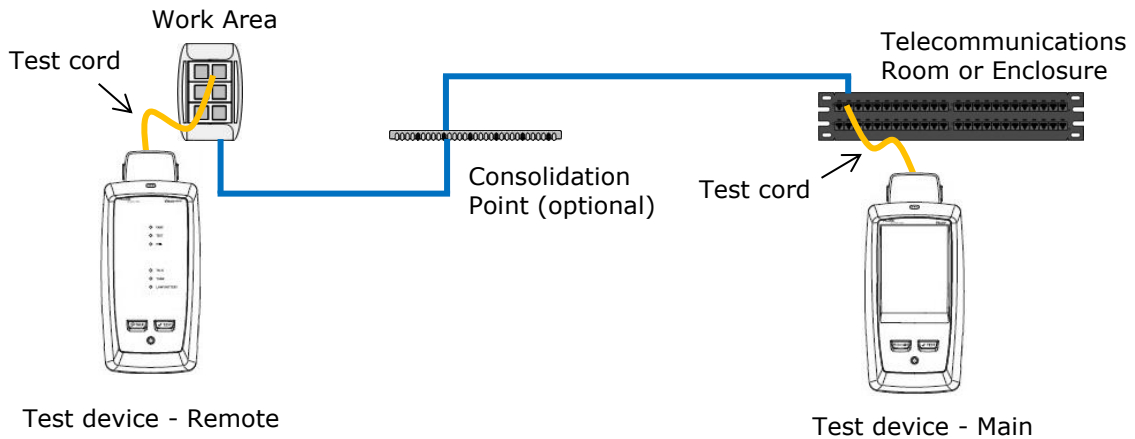 Work Area
Test cord
Telecommunications
Room or Enclosure
Consolidation
Point (optional)
Test cord
Test device - Remote
Test device - Main